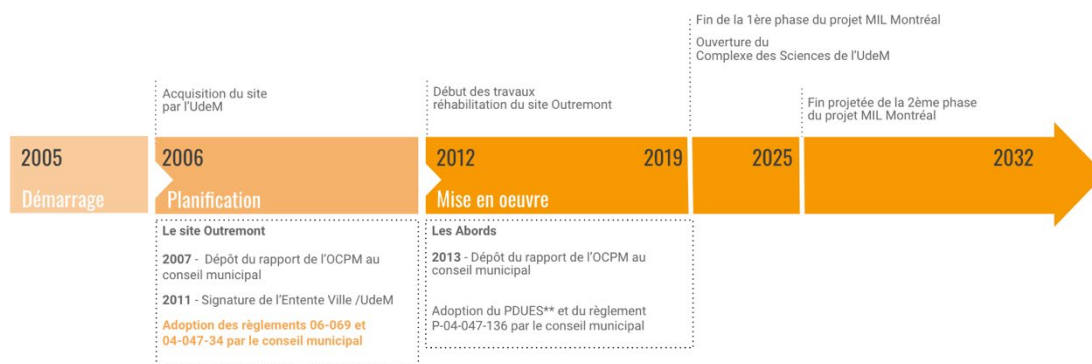 Fin de la 1ère phase du projet MIL Montréal
Ouverture du
Complexe des Sciences de l'UdeM
Acquisition du site
par l'UdeM
Début des travaux
réhabilitation du site Outremont
Fin projetée de la 2ème phase
du projet MIL Montréal
2005
Démarrage
2006
Planification
2012
2019
Mise en oeuvre
2025
2032
Le site Outremont
2007 - Dépôt du rapport de l'OCPM au
conseil municipal
2011 - Signature de l'Entente Ville /UdeM
Adoption des règlements 06-069 et
04-047-34 par le conseil municipal
Les Abords
2013 - Dépôt du rapport de l'OCPM au
conseil municipal
Adoption du PDUES** et du règlement
P-04-047-136 par le conseil municipal